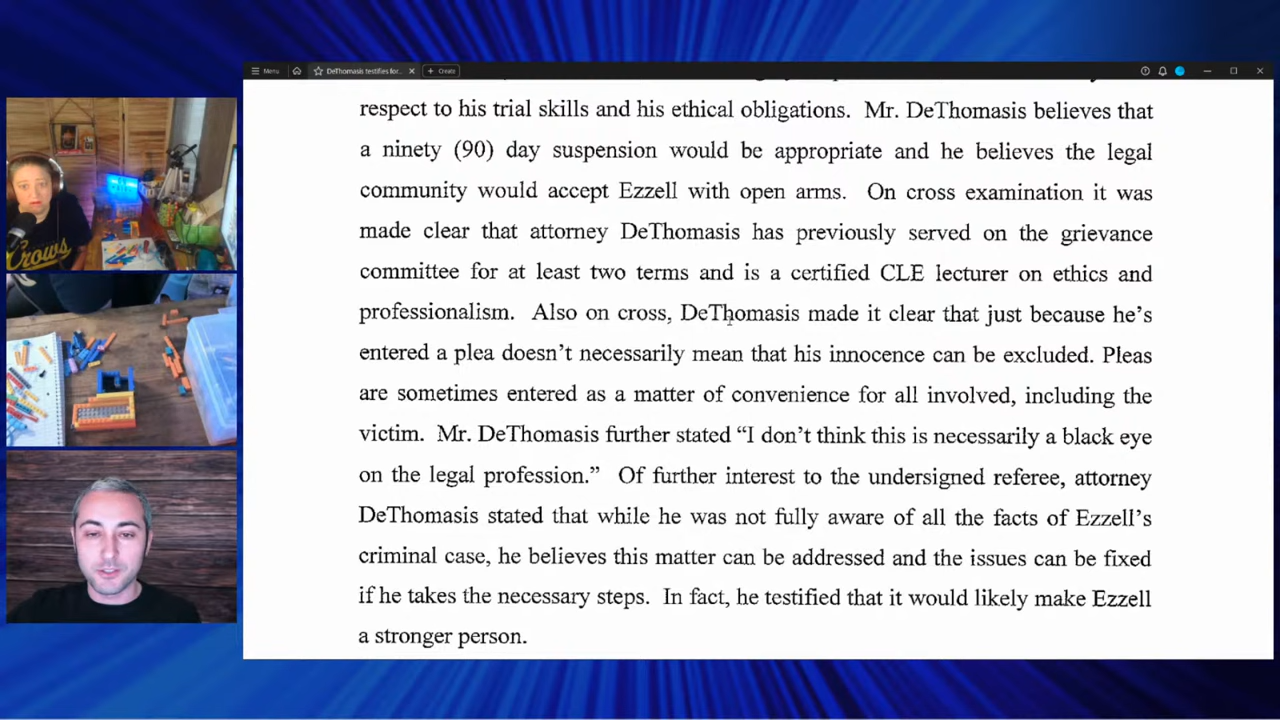 Menu
DeThomasis testifies for...
Create
respect to his trial skills and his ethical obligations. Mr. DeThomasis believes that
a ninety (90) day suspension would be appropriate and he believes the legal
community would accept Ezzell with open arms. On cross examination it was
made clear that attorney DeThomasis has previously served on the grievance
committee for at least two terms and is a certified CLE lecturer on ethics and
professionalism. Also on cross, DeThomasis made it clear that just because he’s
entered a plea doesn’t necessarily mean that his innocence can be excluded. Pleas
are sometimes entered as a matter of convenience for all involved, including the
victim. Mr. DeThomasis further stated “I don’t think this is necessarily a black eye
on the legal profession.” Of further interest to the undersigned referee, attorney
DeThomasis stated that while he was not fully aware of all the facts of Ezzell’s
criminal case, he believes this matter can be addressed and the issues can be fixed
if he takes the necessary steps. In fact, he testified that it would likely make Ezzell
a stronger person.
Crows